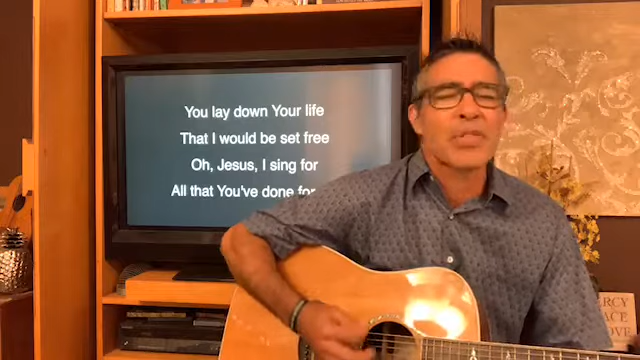 You lay down Your life
That I would be set free
Oh, Jesus, I sing for
All that You've done for